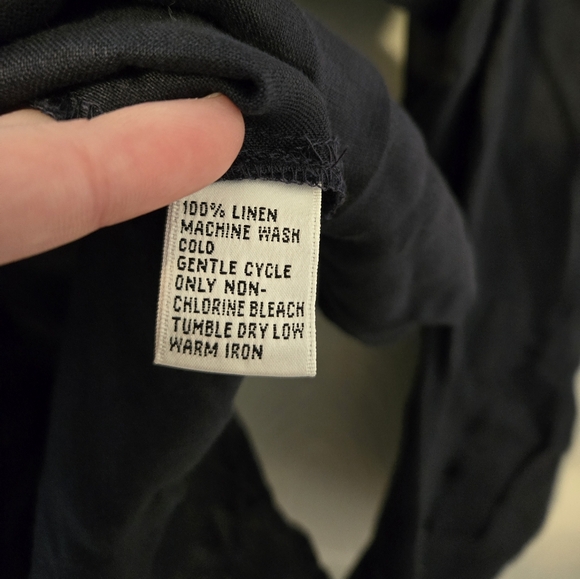 100% LINEN
MACHINE WASH
COLD
GENTLE CYCLE
ONLY NON-
CHLORINE BLEACH
TUMBLE DRY LOW
WARM IRON